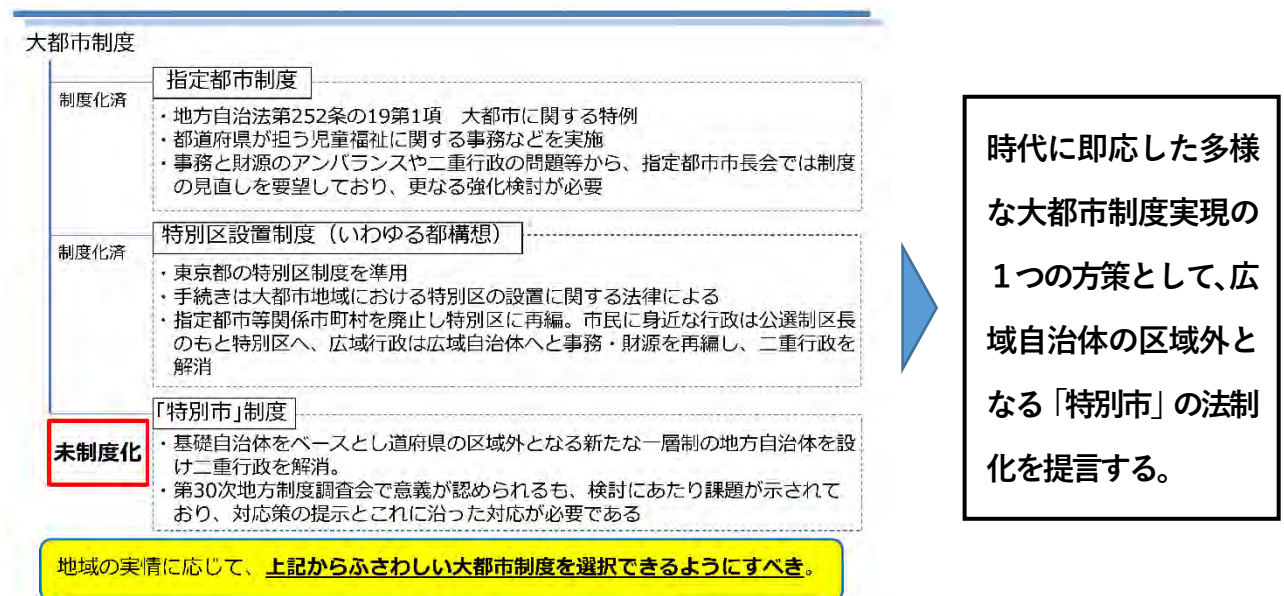 大都市制度
制度化済
指定都市制度
・地方自治法第252条の19第1項　大都市に関する特例
・都道府県が担う児童福祉に関する事務などを実施
・事務と財源のアンバランスや二重行政の問題等から、指定都市市長会では制度
の見直しを要望しており、更なる強化検討が必要
制度化済
特別区設置制度（いわゆる都構想）
・東京都の特別区制度を準用
・手続きは大都市地域における特別区の設置に関する法律による
・指定都市等関係市町村を廃止し特別区に再編。市民に身近な行政は公選制区長
のもと特別区へ、広域行政は広域自治体へと事務・財源を再編し、二重行政を
解消
未制度化
「特別市」制度
・基礎自治体をベースとし道府県の区域外となる新たな一層制の地方自治体を設
け二重行政を解消。
・第30次地方制度調査会で意義が認められるも、検討にあたり課題が示されて
おり、対応策の提示とこれに沿った対応が必要である
地域の実情に応じて、上記からふさわしい大都市制度を選択できるようにすべき。
時代に即応した多様
な大都市制度実現の
１つの方策として、広
域自治体の区域外と
なる「特別市」の法制
化を提言する。